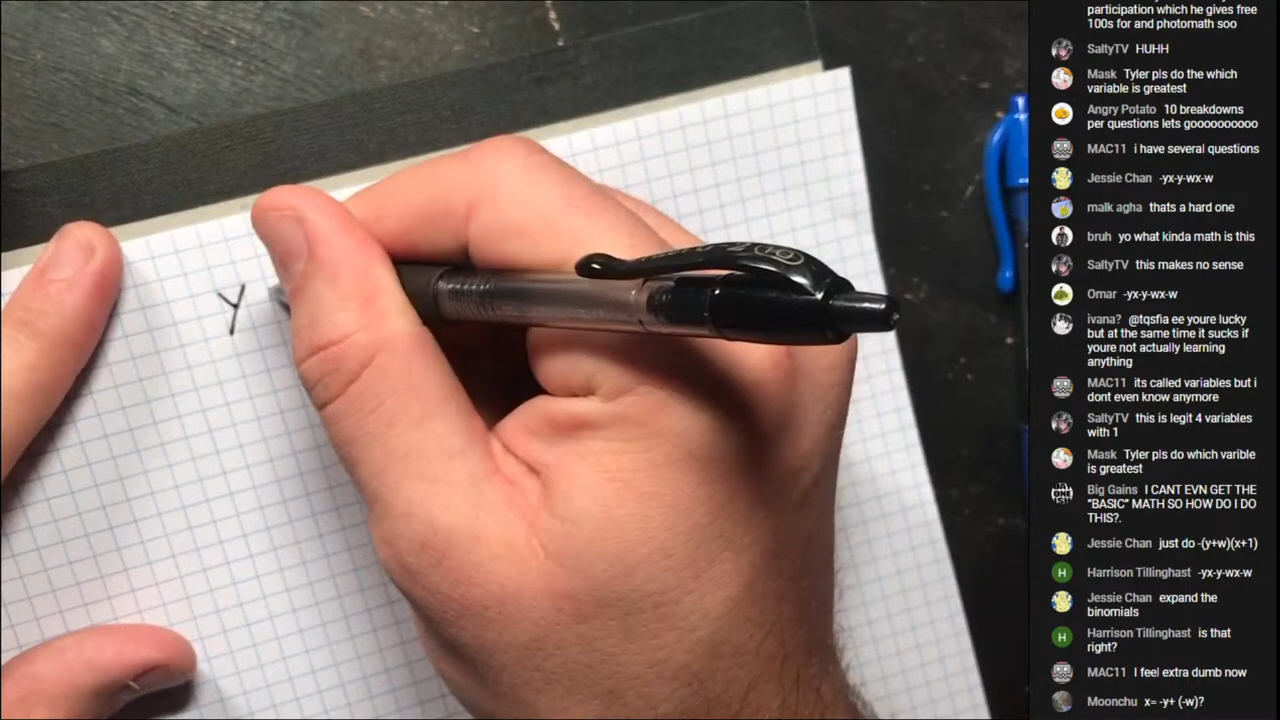 Y
participation which he gives free
100s for and photomath soo
SaltyTV HUHH
Mask Tyler pls do the which
variable is greatest
Angry Potato 10 breakdowns
per questions lets goooooooooo
MAC11 i have several questions
Jessie Chan -yx-y-wx-w
malk agha thats a hard one
bruh yo what kinda math is this
SaltyTV this makes no sense
Omar -yx-y-wx-w
ivana? @tqsfia ee youre lucky
but at the same time it sucks if
youre not actually learning
anything
MAC11 its called variables but i
dont even know anymore
SaltyTV this is legit 4 variables
with 1
Mask Tyler pls do which varible
is greatest
Big Gains I CANT EVN GET THE
"BASIC" MATH SO HOW DO I DO
THIS?.
Jessie Chan just do -(y+w)(x+1)
H Harrison Tillinghast -yx-y-wx-w
Jessie Chan expand the
binomials
H Harrison Tillinghast is that
right?
MAC11 I feel extra dumb now
Moonchu x= -y+ (-w)?